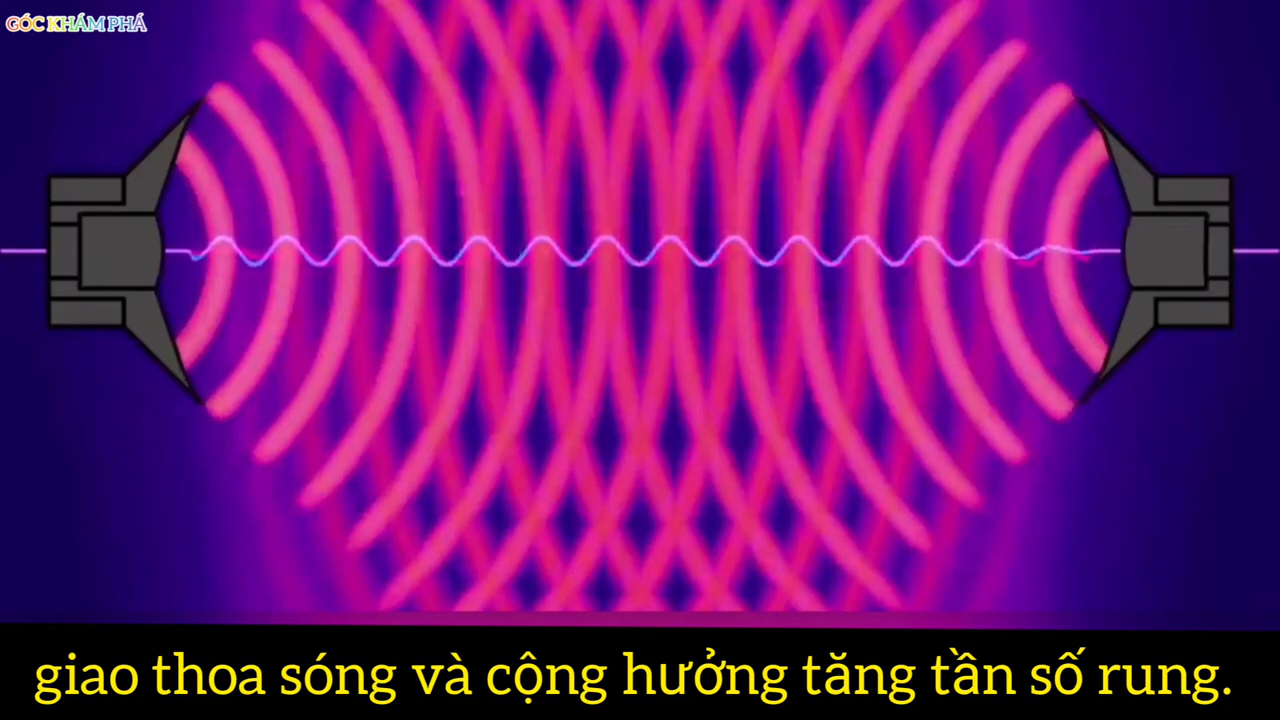 GÓC KHÁM PHÁ
giao thoa sóng và cộng hưởng tăng tần số rung.